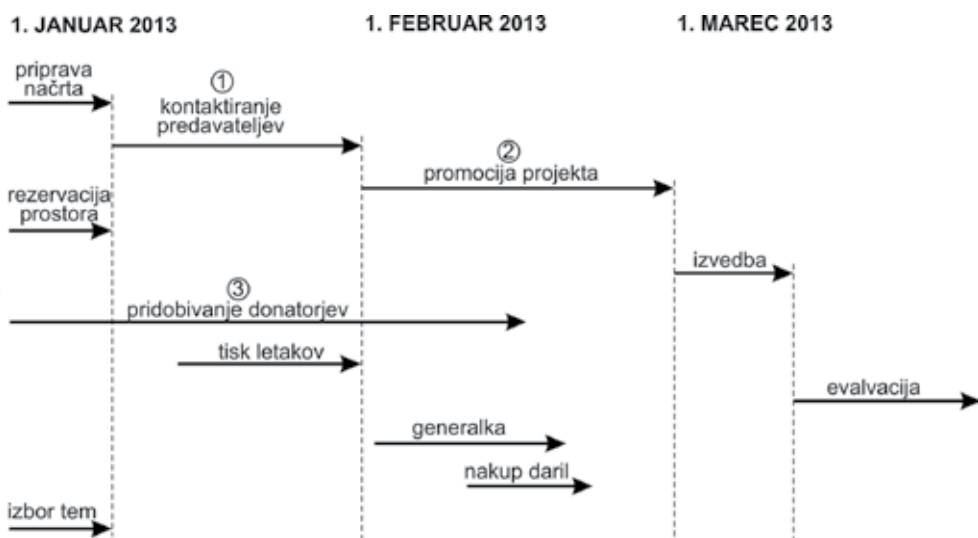 1. JANUAR 2013
1. FEBRUAR 2013
1. MAREC 2013
priprava
načrta
①
kontaktiranje
predavateljev
②
promocija projekta
rezervacija
prostora
izvedba
③
pridobivanje donatorjev
tisk letakov
evalvacija
generalka
nakup daril
izbor tem